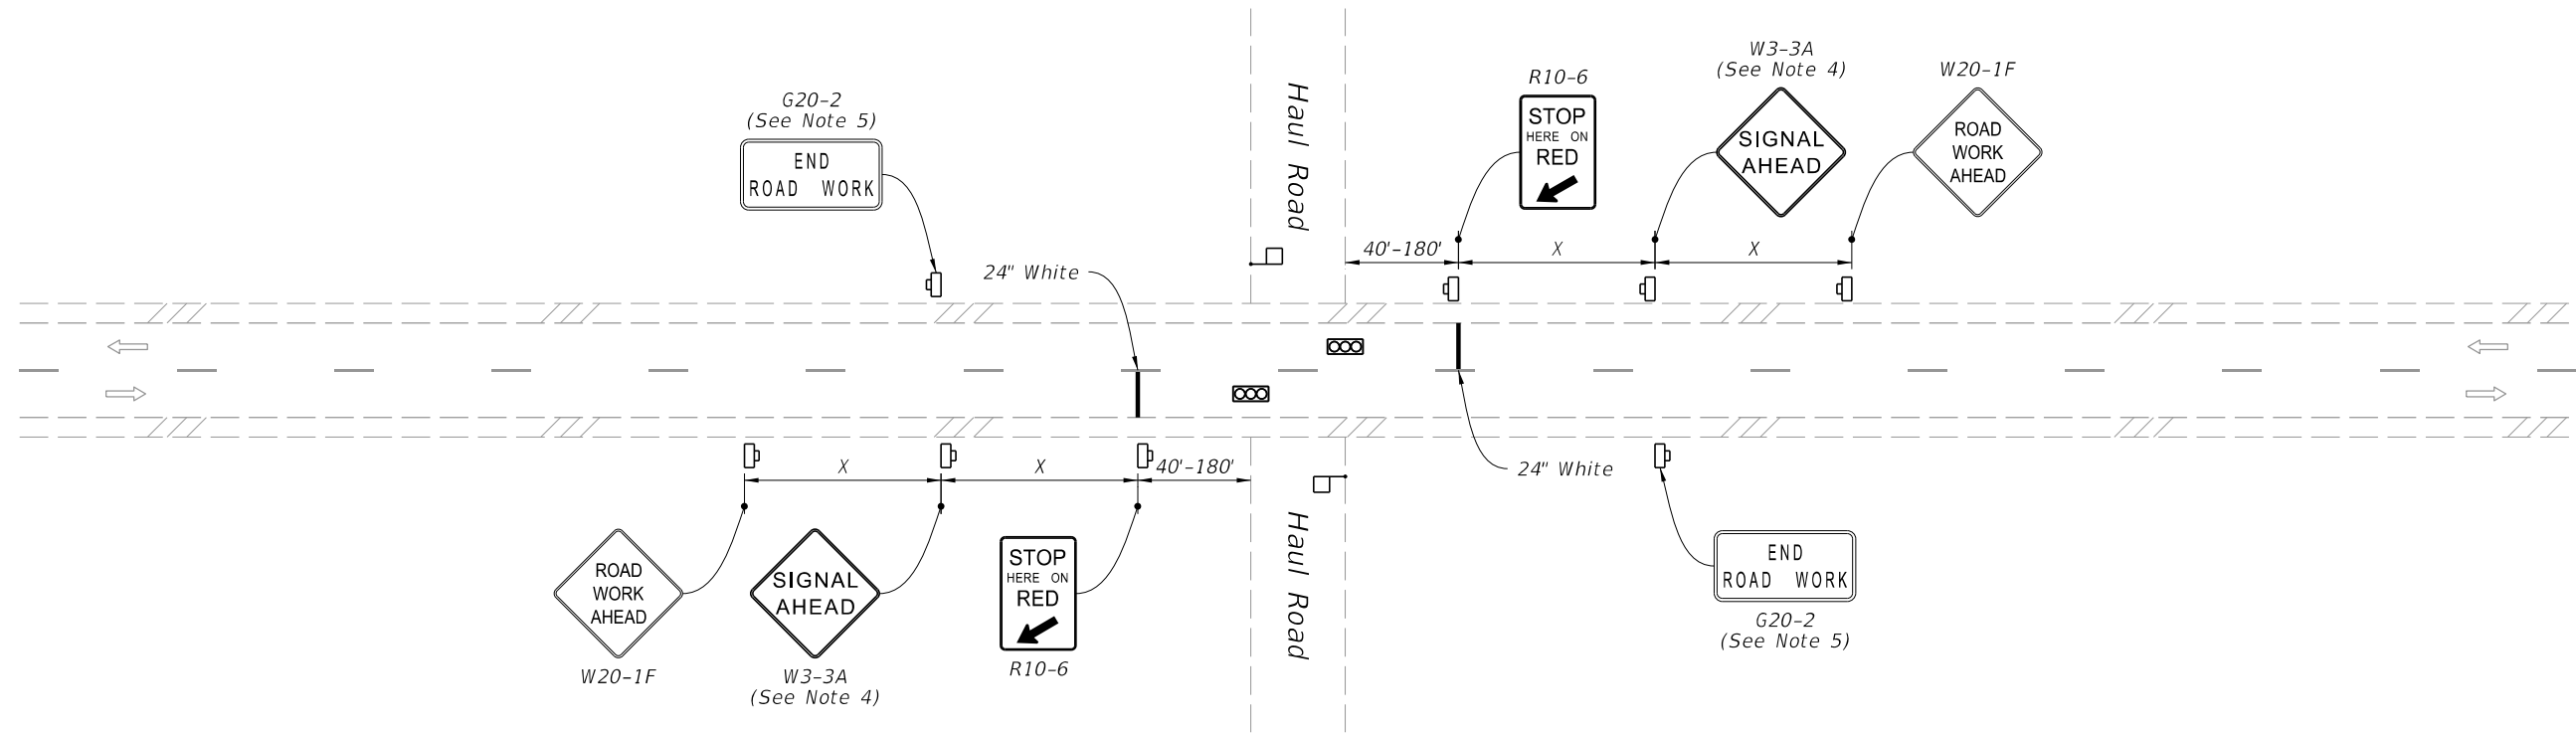 W3-3A
(See Note 4)
W20-1F
R10-6
G20-2
(See Note 5)
END
ROAD WORK
STOP
HERE ON
RED
SIGNAL
AHEAD
ROAD
WORK
AHEAD
Haul Road
24" White
40'-180'
X
X
X
X
40'-180'
24" White
Haul Road
ROAD
WORK
AHEAD
W20-1F
SIGNAL
AHEAD
W3-3A
(See Note 4)
STOP
HERE ON
RED
R10-6
END
ROAD WORK
G20-2
(See Note 5)